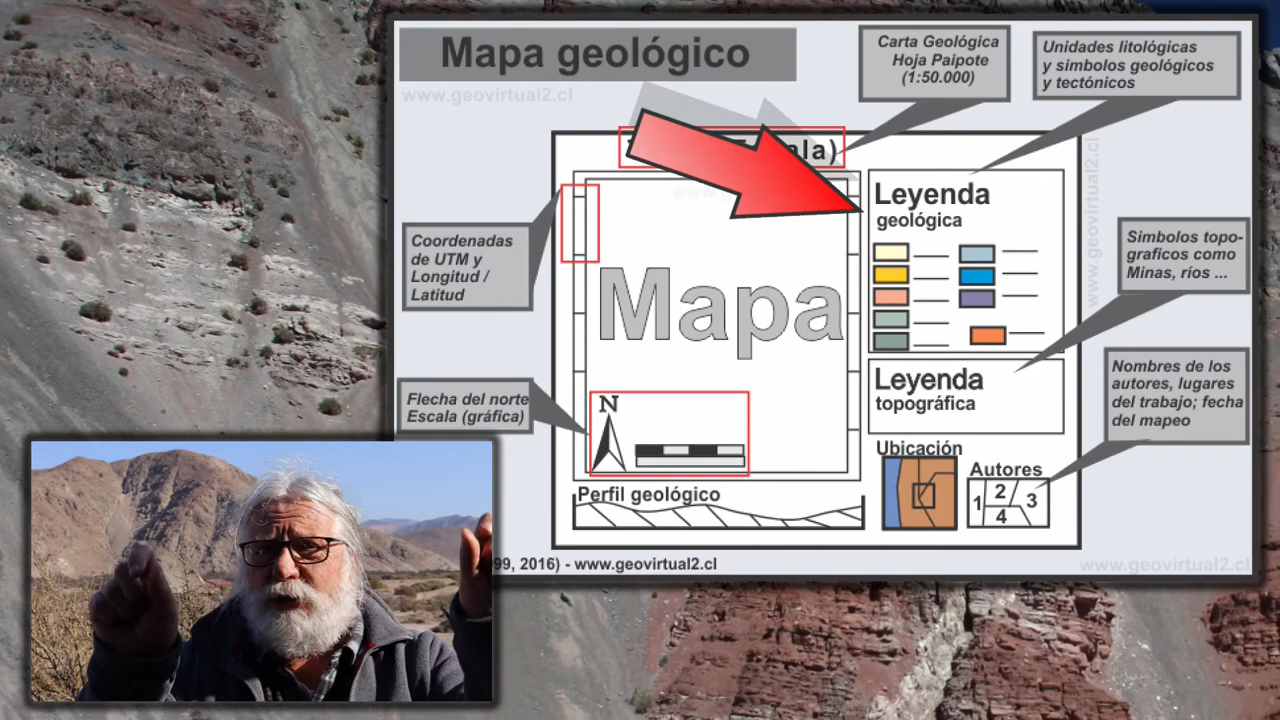 Mapa geológico
www.geovirtual2.cl
Carta Geológica
Hoja Paipote
(1:50.000)
Unidades litológicas
y simbolos geológicos
y tectónicos
ala)
Leyenda
geológica
www.geovirtual2.cl
Coordenadas
de UTM y
Longitud /
Latitud
Simbolos topo-
graficos como
Minas, ríos ...
Mapa
Leyenda
topográfica
Nombres de los
autores, lugares
del trabajo; fecha
del mapeo
Flecha del norte
Escala (gráfica)
N
Ubicación
Autores
1 2 3
4
Perfil geológico
99, 2016) - www.geovirtual2.cl
www.geovirtual2.cl